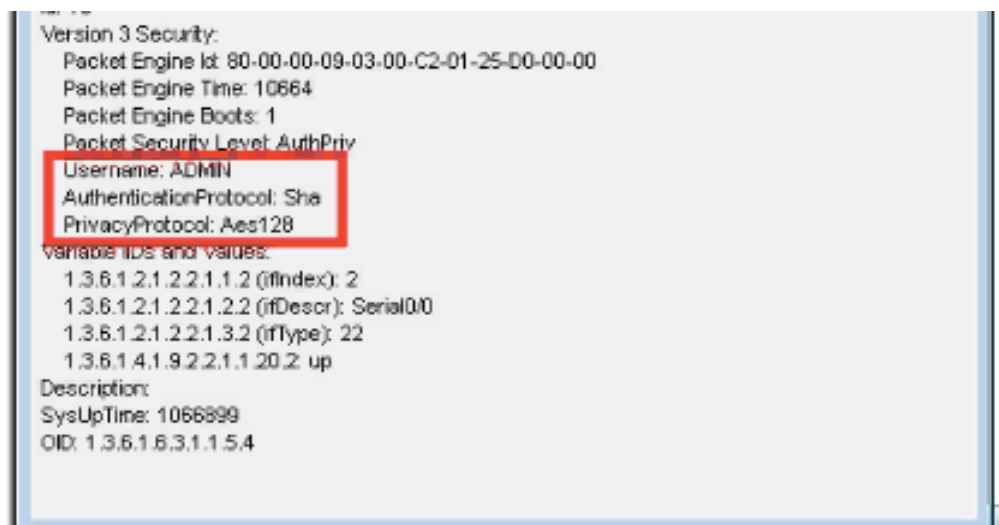 Version 3 Security:
Packet Engine Id: 80-00-00-09-03-00-C2-01-25-D0-00-00
Packet Engine Time: 10664
Packet Engine Boots: 1
Packet Security Level: AuthPriv
Username: ADMIN
AuthenticationProtocol: Sha
PrivacyProtocol: Aes128
Variable IDs and Values:
1.3.6.1.2.1.2.2.1.1.2 (ifIndex): 2
1.3.6.1.2.1.2.2.1.2.2 (ifDescr): Serial0/0
1.3.6.1.2.1.2.2.1.3.2 (ifType): 22
1.3.6.1.4.1.9.2.2.1.1.20.2: up
Description:
SysUpTime: 1066899
OID: 1.3.6.1.6.3.1.1.5.4